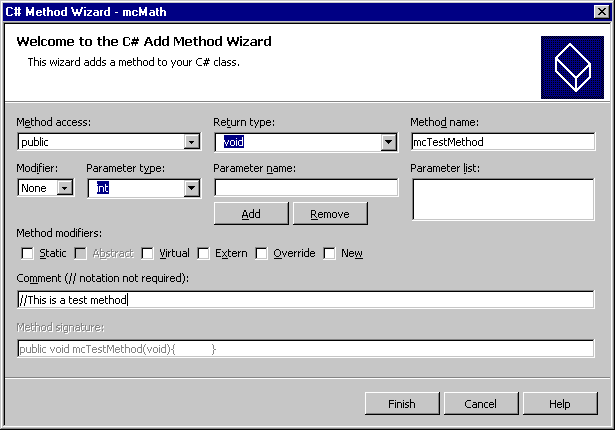 C# Method Wizard - mcMath
Welcome to the C# Add Method Wizard
This wizard adds a method to your C# class.
Method access: Return type: Method name:
public void mcTestMethod
Modifier: Parameter type: Parameter name: Parameter list:
None int
Add Remove
Method modifiers:
Static Abstract Virtual Extern Override New
Comment (// notation not required):
//This is a test method
Method signature:
public void mcTestMethod(void){ }
Finish Cancel Help